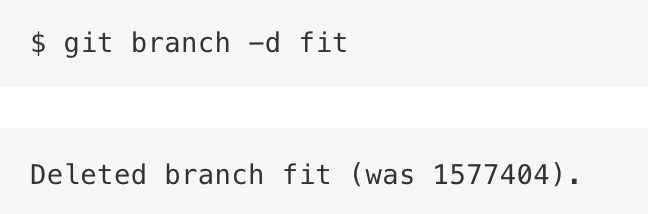 $ git branch -d fit
Deleted branch fit (was 1577404).